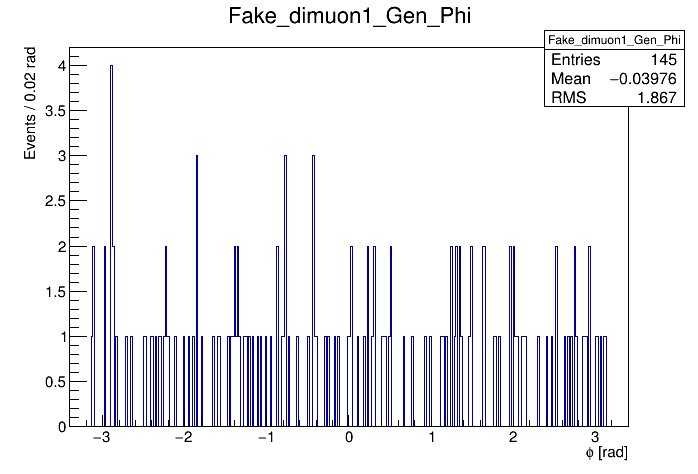 Fake_dimuon1_Gen_Phi
Fake_dimuon1_Gen_Phi
Entries 145
Mean −0.03976
RMS 1.867
Events / 0.02 rad
4
3.5
3
2.5
2
1.5
1
0.5
0
−3 −2 −1 0 1 2 3
ϕ [rad]